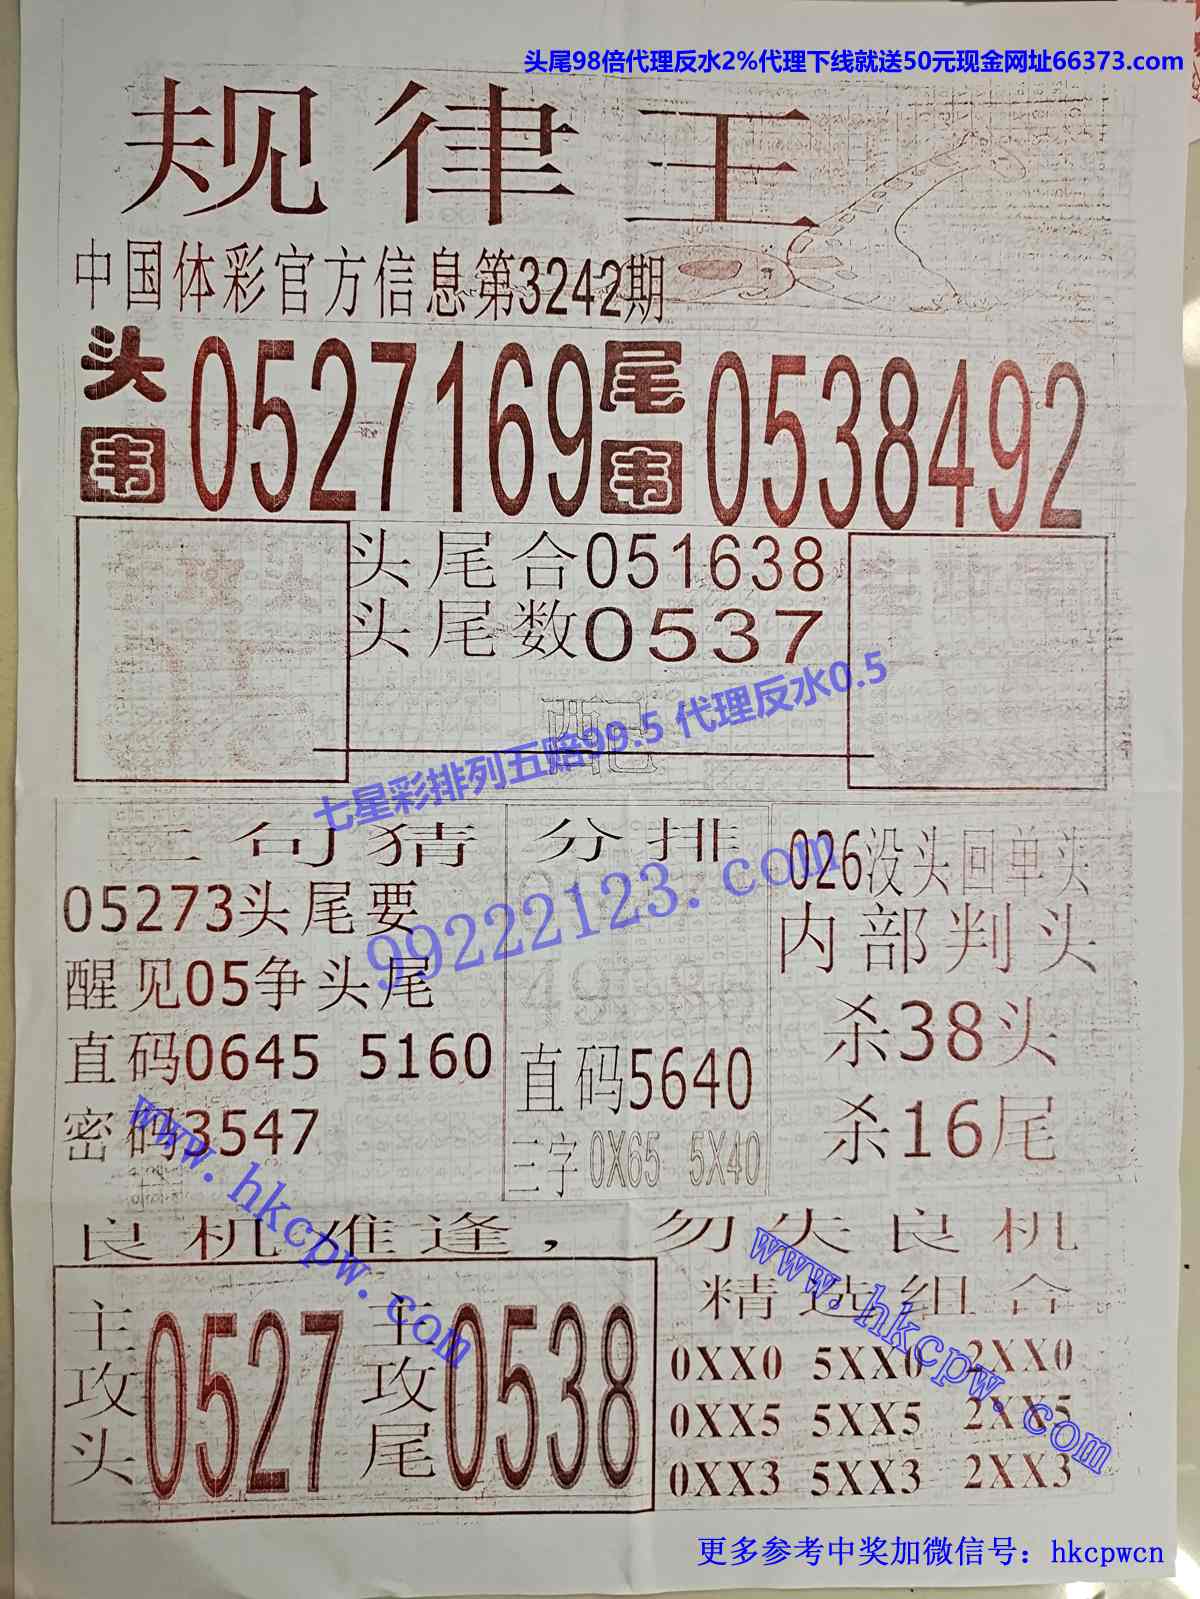 头尾98倍代理反水2%代理下线就送50元现金网址66373.com
规律王
中国体彩官方信息第3242期
头围 0527169 尾围 0538492
头尾合051638
头尾数0537
七星彩排列五赔99.5 代理反水0.5
99222123.com
三句猜
05273头尾要
醒见05争头尾
直码0645 5160
密码3547
分排
直码5640
三字 0X65 5X40
026没头回单头
内部判头
杀38头
杀16尾
www.hkcpw.com
良机难逢，勿失良机
主攻头 0527 主攻尾 0538
精选组合
0XX0 5XX0 2XX0
0XX5 5XX5 2XX5
0XX3 5XX3 2XX3
www.hkcpw.com
更多参考中奖加微信号：hkcpwcn